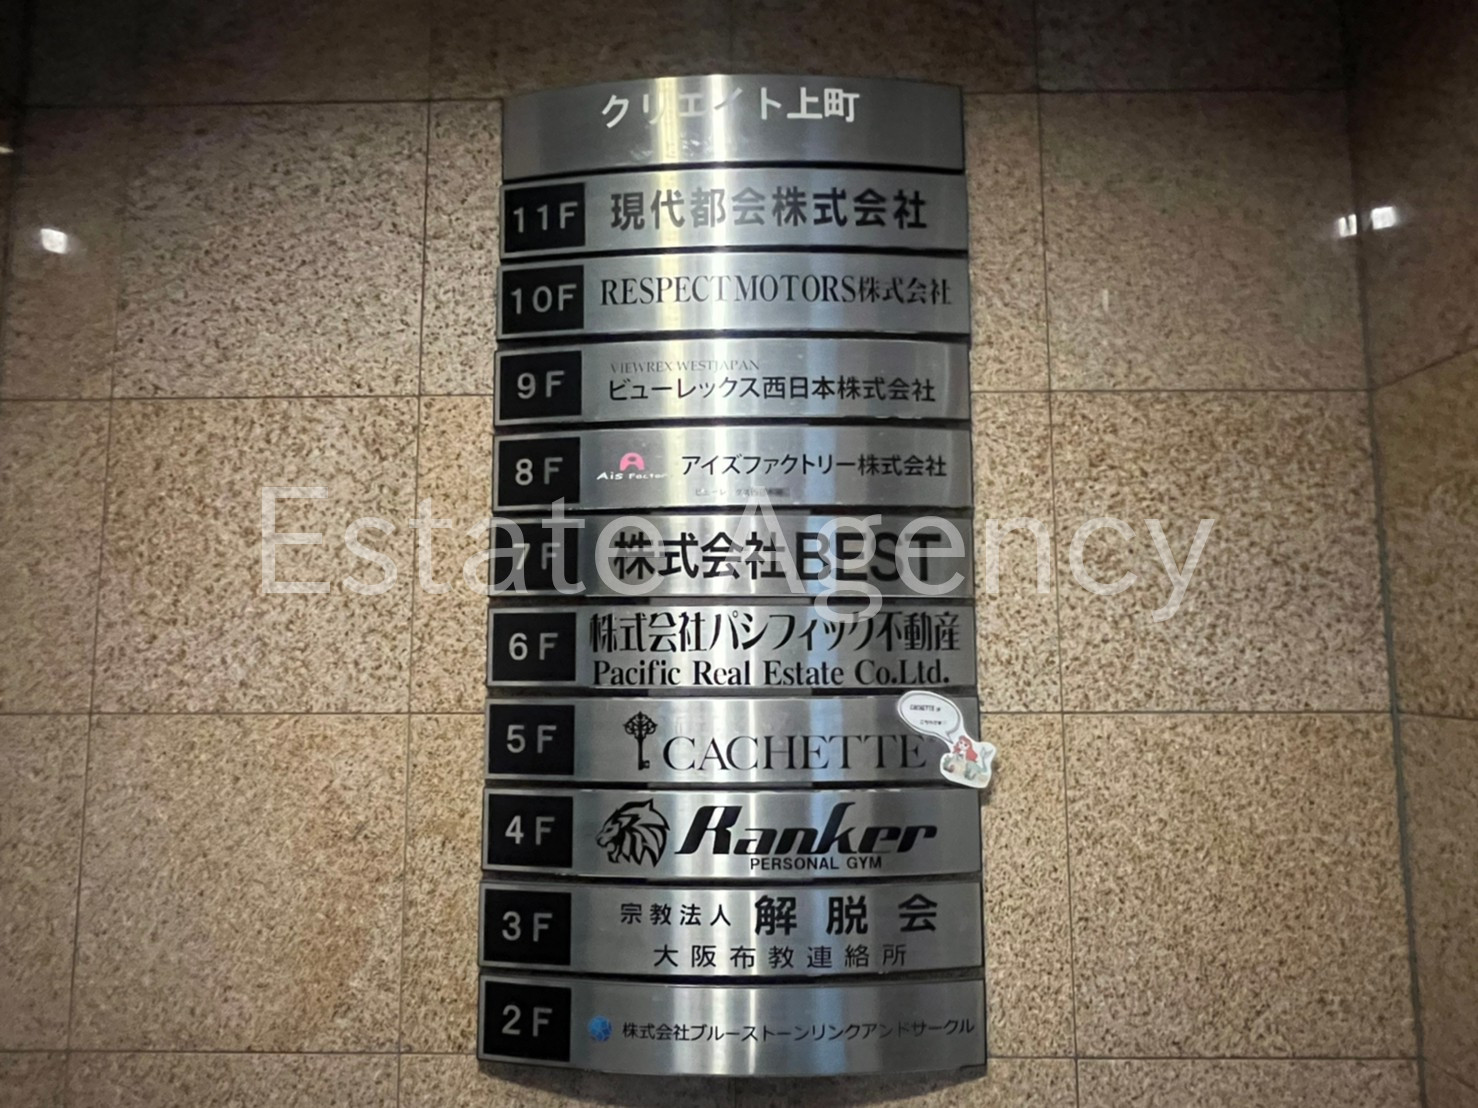 クリエイト上町
11F 現代都会株式会社
10F RESPECT MOTORS株式会社
VIEWREX WESTJAPAN
9F ビューレックス西日本株式会社
8F Ais Factory アイズファクトリー株式会社
7F 株式会社BEST
Estate Agency
6F 株式会社パシフィック不動産
Pacific Real Estate Co.Ltd.
CACHETTE
5F CACHETTE
4F Ranker
PERSONAL GYM
3F 宗教法人 解脱会
大阪布教連絡所
2F 株式会社ブルーストーンリンクアンドサークル